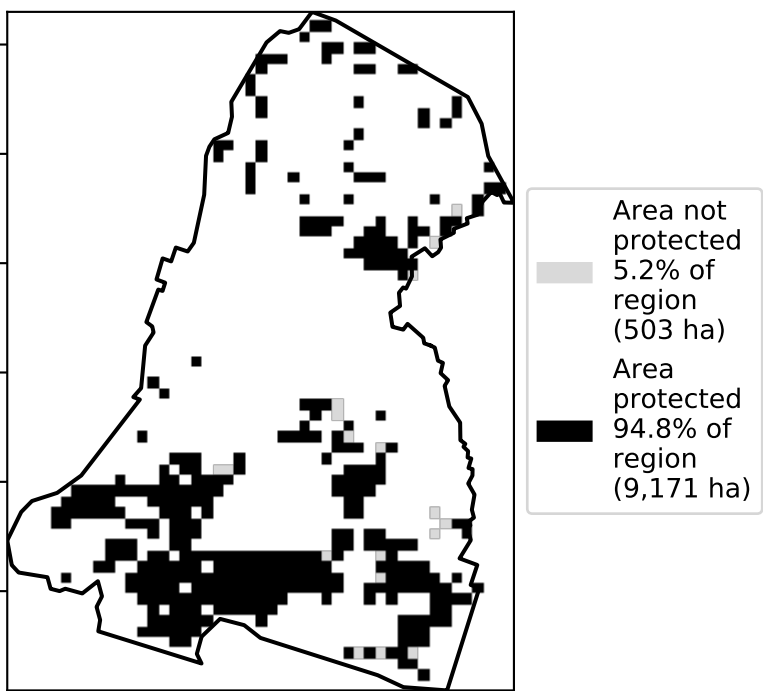 Area not
protected
5.2% of
region
(503 ha)
Area
protected
94.8% of
region
(9,171 ha)